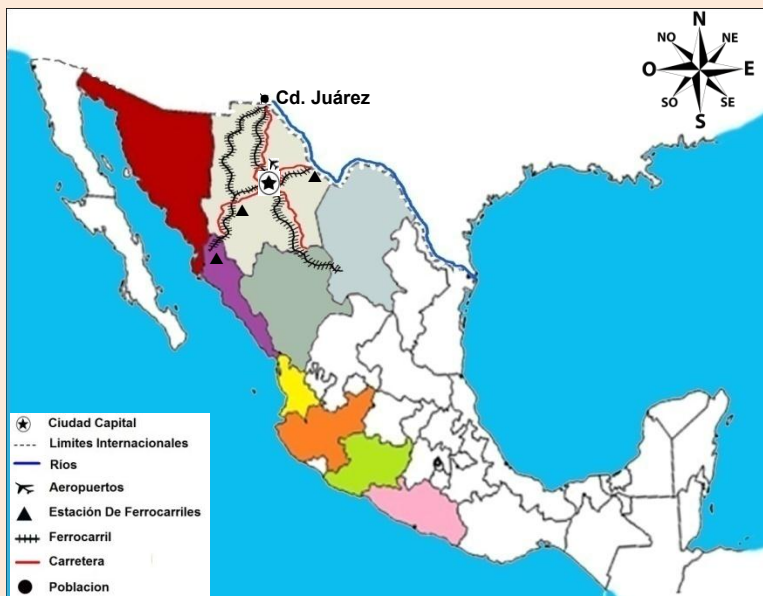 N
NO NE
O E
SO SE
S
Cd. Juárez
Ciudad Capital
Limites Internacionales
Ríos
Aeropuertos
Estación De Ferrocarriles
Ferrocarril
Carretera
Poblacion